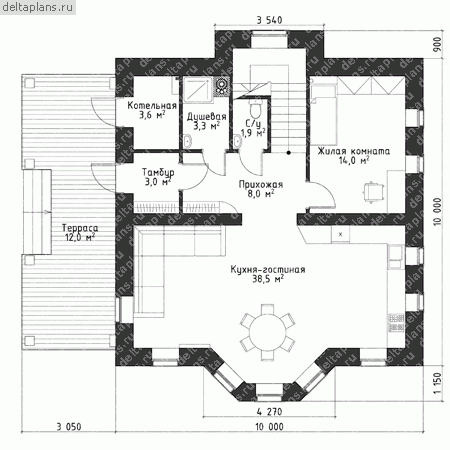 deltaplans.ru
3 540
900
Котельная
3,6 м²
Душевая
3,3 м²
С/у
1,9 м²
Жилая комната
14,0 м²
Тамбур
3,0 м²
Прихожая
8,0 м²
10 000
Терраса
12,0 м²
Кухня-гостиная
38,5 м²
1 150
4 270
3 050
10 000
deltaplans.ru